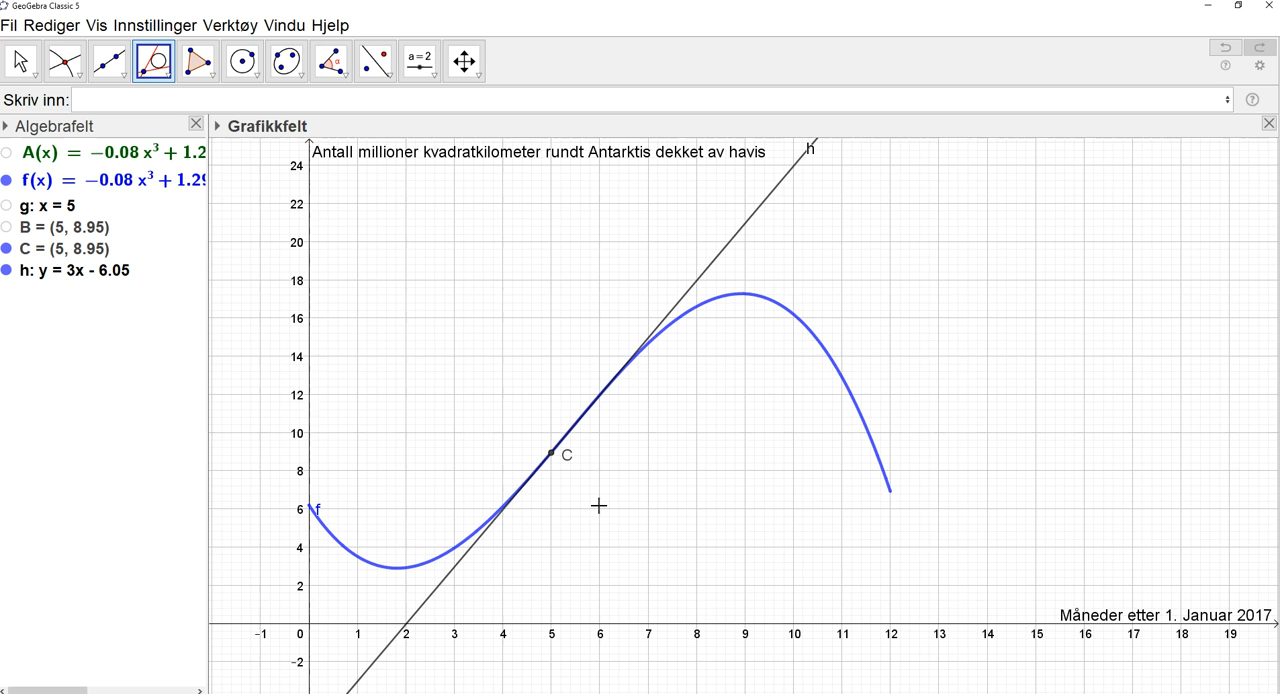 GeoGebra Classic 5
Fil Rediger Vis Innstillinger Verktøy Vindu Hjelp
a=2
α
Skriv inn:
Algebrafelt
Grafikkfelt
A(x) = −0.08 x³ + 1.2
f(x) = −0.08 x³ + 1.29
g: x = 5
B = (5, 8.95)
C = (5, 8.95)
h: y = 3x - 6.05
Antall millioner kvadratkilometer rundt Antarktis dekket av havis
h
24
22
20
18
16
14
12
10
8
6
4
2
0
−2
C
f
Måneder etter 1. Januar 2017
−1 1 2 3 4 5 6 7 8 9 10 11 12 13 14 15 16 17 18 19